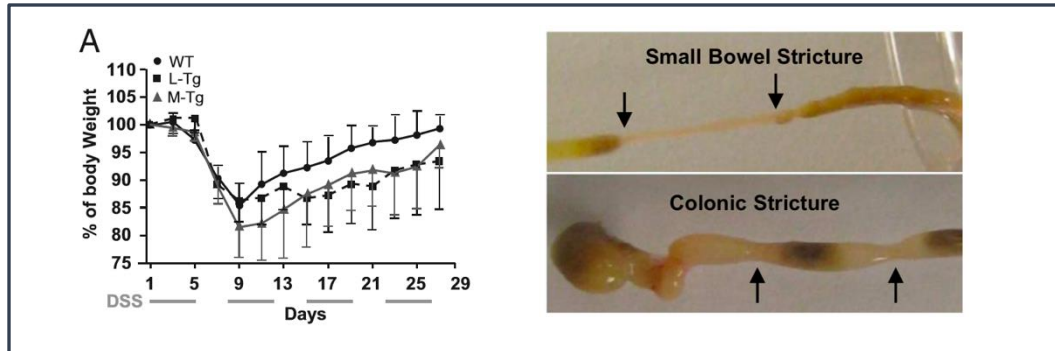 A
WT
L-Tg
M-Tg
% of body Weight
110
105
100
95
90
85
80
75
1 5 9 13 17 21 25 29
DSS
Days
Small Bowel Stricture
Colonic Stricture